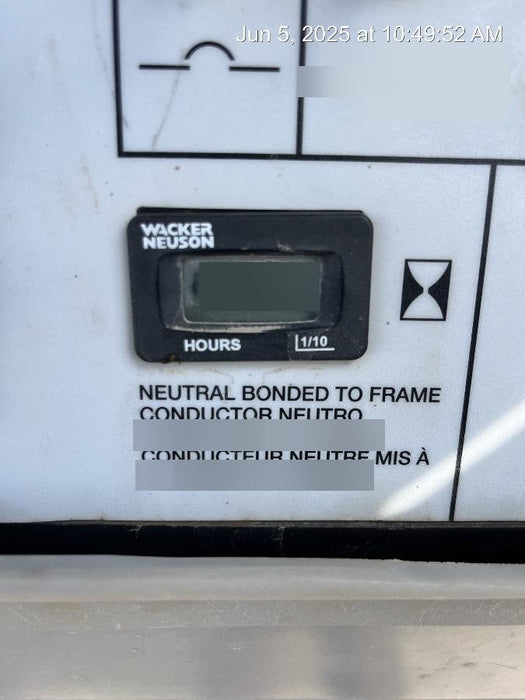 Jun 5, 2025 at 10:49:52 AM
WACKER
NEUSON
HOURS
1/10
NEUTRAL BONDED TO FRAME
CONDUCTOR NEUTRO
CONDUCTEUR NEUTRE MIS À